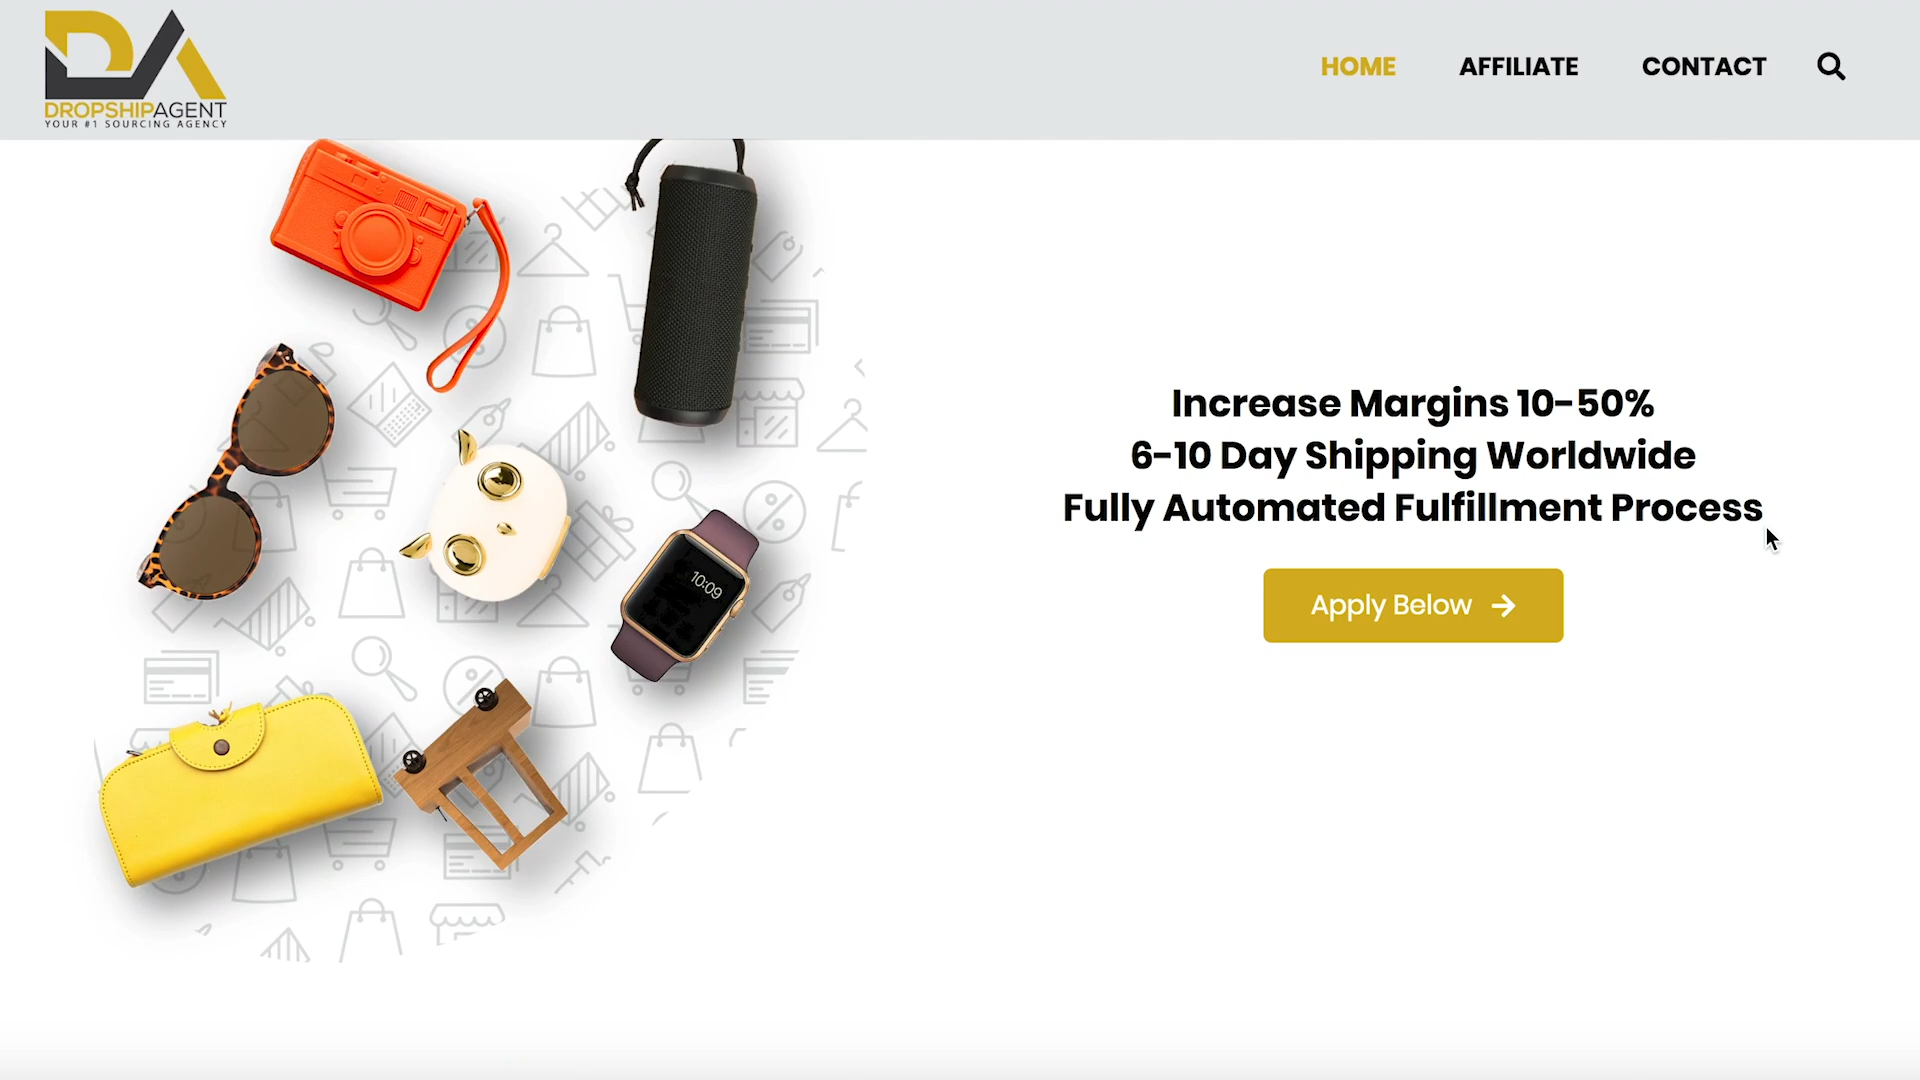 DROPSHIPAGENT
YOUR #1 SOURCING AGENCY
HOME
AFFILIATE
CONTACT
Increase Margins 10-50%
6-10 Day Shipping Worldwide
Fully Automated Fulfillment Process
Apply Below
10:09